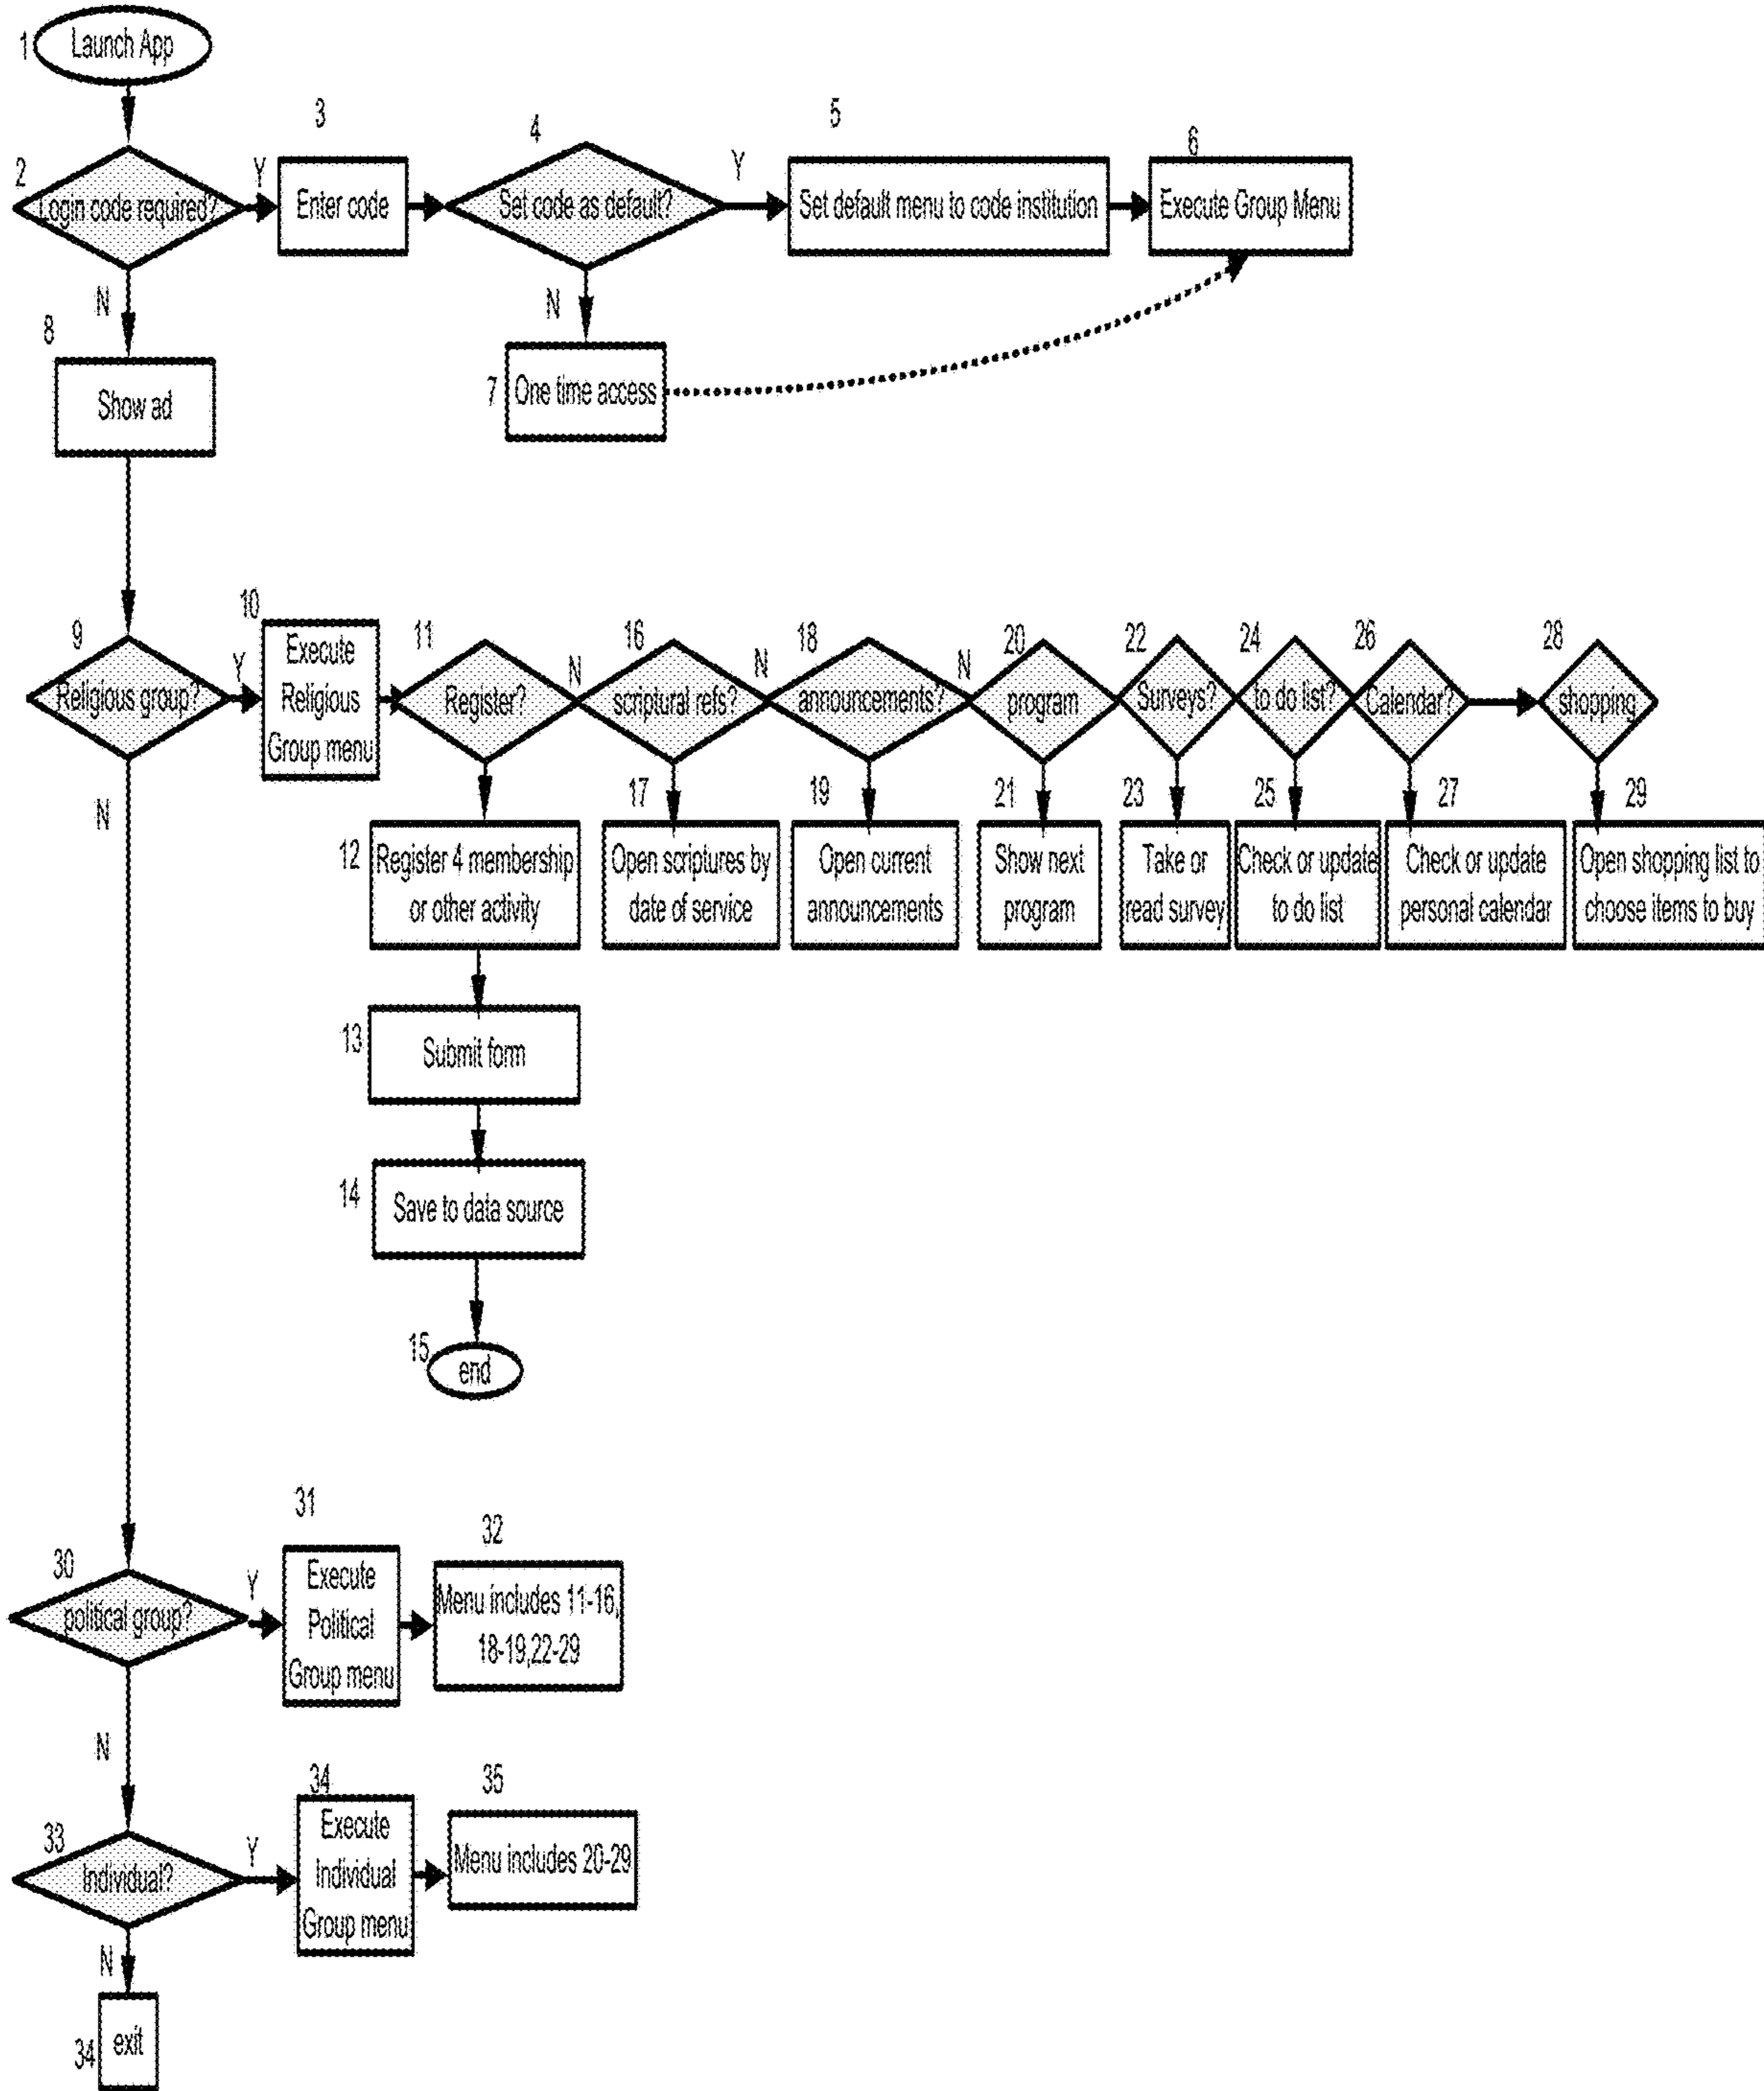 1
Launch App
2
Login code required?
Y
3
Enter code
4
Set code as default?
Y
5
Set default menu to code institution
6
Execute Group Menu
N
7
One time access
N
8
Show ad
9
Religious group?
Y
10
Execute
Religious
Group menu
11
Register?
N
16
scriptural refs?
N
18
announcements?
N
20
program
22
Surveys?
24
to do list?
26
Calendar?
28
shopping
12
Register 4 membership
or other activity
17
Open scriptures by
date of service
19
Open current
announcements
21
Show next
program
23
Take or
read survey
25
Check or update
to do list
27
Check or update
personal calendar
29
Open shopping list to
choose items to buy
13
Submit form
14
Save to data source
15
end
N
30
political group?
Y
31
Execute
Political
Group menu
32
Menu includes 11-16,
18-19,22-29
N
33
Individual?
Y
34
Execute
Individual
Group menu
35
Menu includes 20-29
N
34
exit